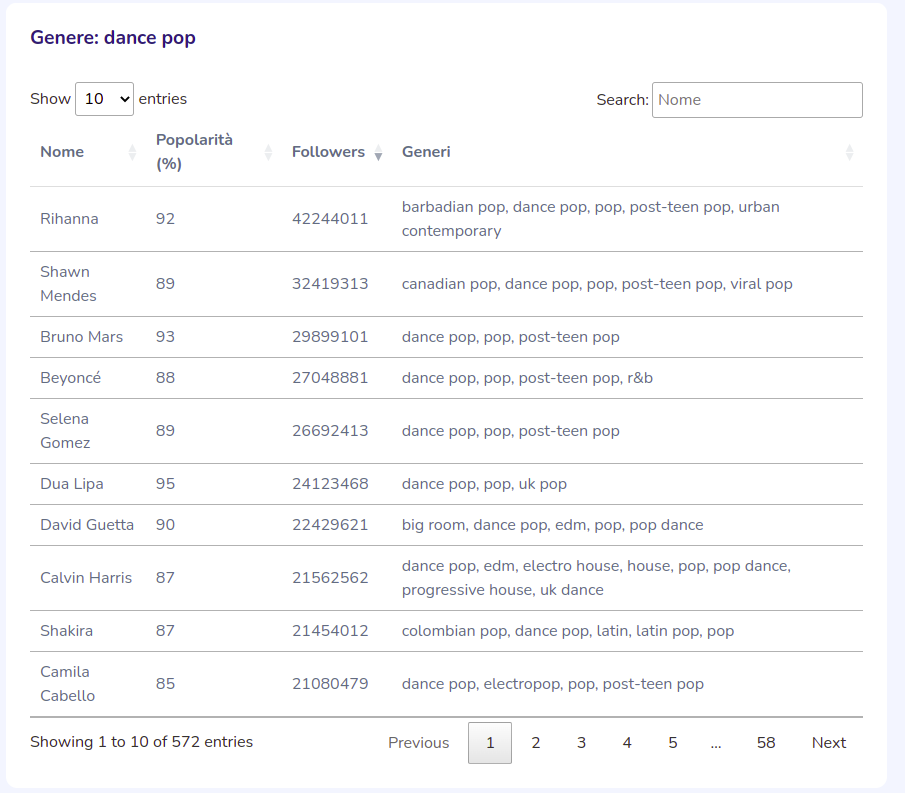 Genere: dance pop
Show 10 entries
Search: Nome
Nome Popolarità (%) Followers Generi
Rihanna 92 42244011 barbadian pop, dance pop, pop, post-teen pop, urban
contemporary
Shawn
Mendes 89 32419313 canadian pop, dance pop, pop, post-teen pop, viral pop
Bruno Mars 93 29899101 dance pop, pop, post-teen pop
Beyoncé 88 27048881 dance pop, pop, post-teen pop, r&b
Selena
Gomez 89 26692413 dance pop, pop, post-teen pop
Dua Lipa 95 24123468 dance pop, pop, uk pop
David Guetta 90 22429621 big room, dance pop, edm, pop, pop dance
Calvin Harris 87 21562562 dance pop, edm, electro house, house, pop, pop dance,
progressive house, uk dance
Shakira 87 21454012 colombian pop, dance pop, latin, latin pop, pop
Camila
Cabello 85 21080479 dance pop, electropop, pop, post-teen pop
Showing 1 to 10 of 572 entries
Previous 1 2 3 4 5 … 58 Next